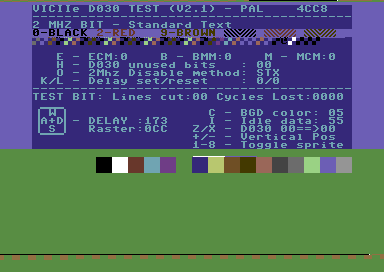 VICIIe D030 TEST (V2.1) - PAL    4CC8
2 MHZ BIT - Standard Text
0-BLACK 2-RED   9-BROWN
E - ECM:0   B - BMM:0   M - MCM:0
H - D030 unused bits   : 00
O - 2Mhz Disable method: STX
K/L - Delay set/reset    : 0/0
TEST BIT: Lines cut:00 Cycles Lost:0000
W
A+D - DELAY :173
S    Raster:0CC
C - BGD color: 05
I - Idle data: 55
Z/X - D030 00==>00
+/- - Vertical Pos
1-8 - Toggle sprite